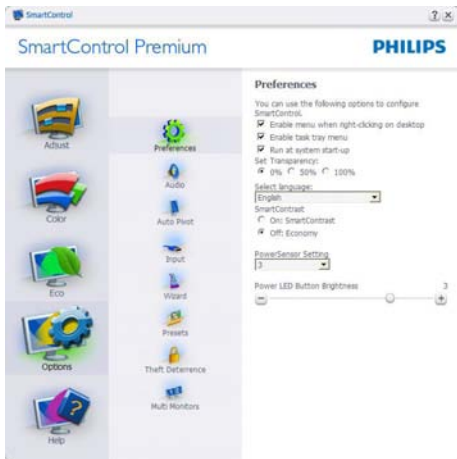 SmartControl
SmartControl Premium
PHILIPS
Adjust
Color
Eco
Options
Help
Preferences
Audio
Auto Pivot
Input
Wizard
Presets
Theft Deterrence
Multi Monitors
Preferences
You can use the following options to configure
SmartControl.
Enable menu when right-clicking on desktop
Enable task tray menu
Run at system start-up
Set Transparency:
0% 50% 100%
Select language:
English
SmartContrast
On: SmartContrast
Off: Economy
PowerSensor Setting
3
Power LED Button Brightness 3